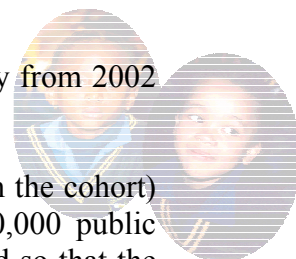 y from 2002
n the cohort)
0,000 public
d so that the